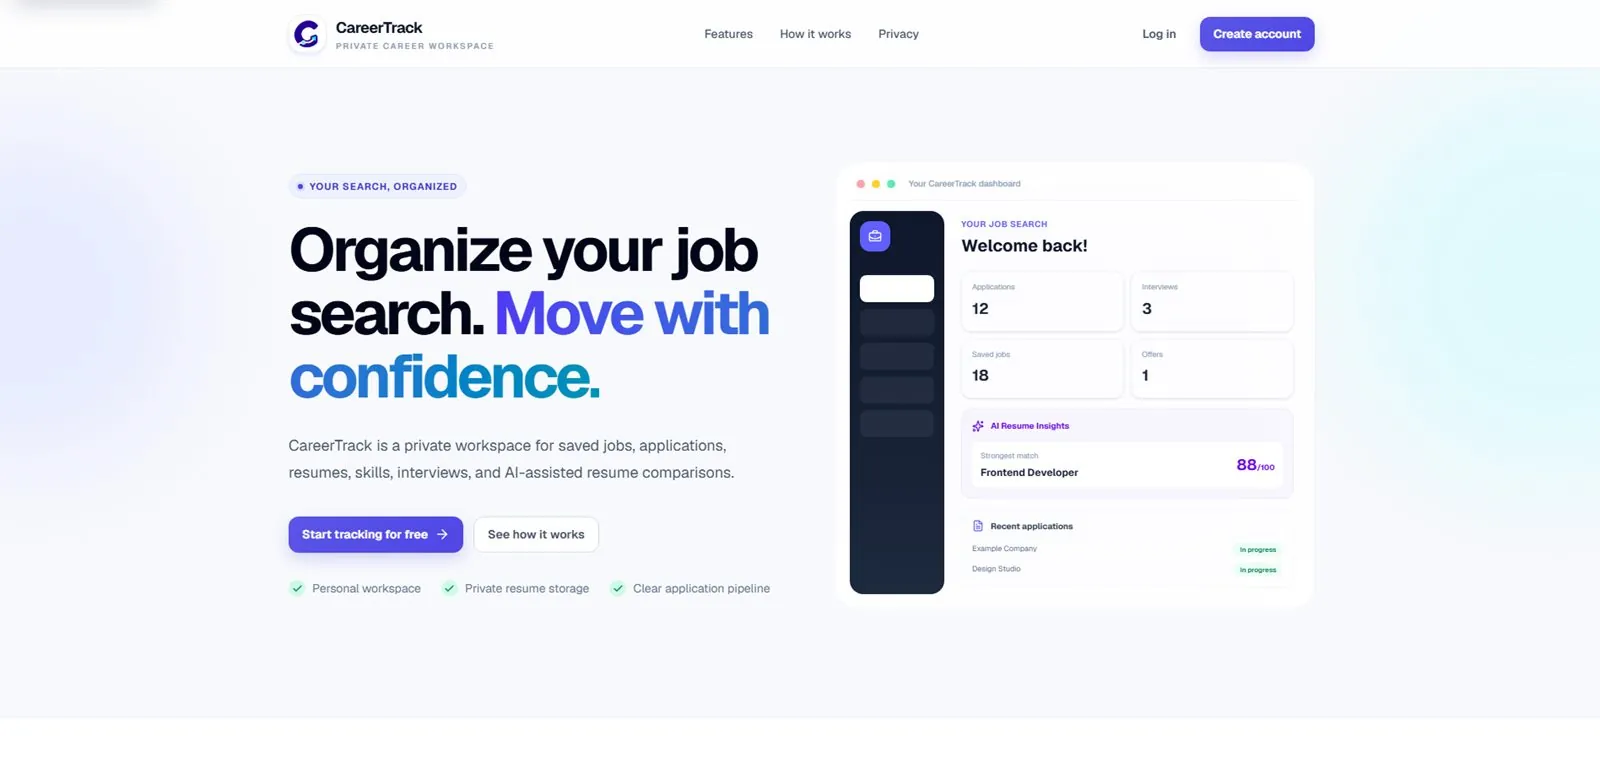 CareerTrack
PRIVATE CAREER WORKSPACE
Features
How it works
Privacy
Log in
Create account
YOUR SEARCH, ORGANIZED
Organize your job
search. Move with
confidence.
CareerTrack is a private workspace for saved jobs, applications,
resumes, skills, interviews, and AI-assisted resume comparisons.
Start tracking for free
See how it works
Personal workspace
Private resume storage
Clear application pipeline
Your CareerTrack dashboard
YOUR JOB SEARCH
Welcome back!
Applications
12
Interviews
3
Saved jobs
18
Offers
1
AI Resume Insights
Strongest match
Frontend Developer
88/100
Recent applications
Example Company
In progress
Design Studio
In progress